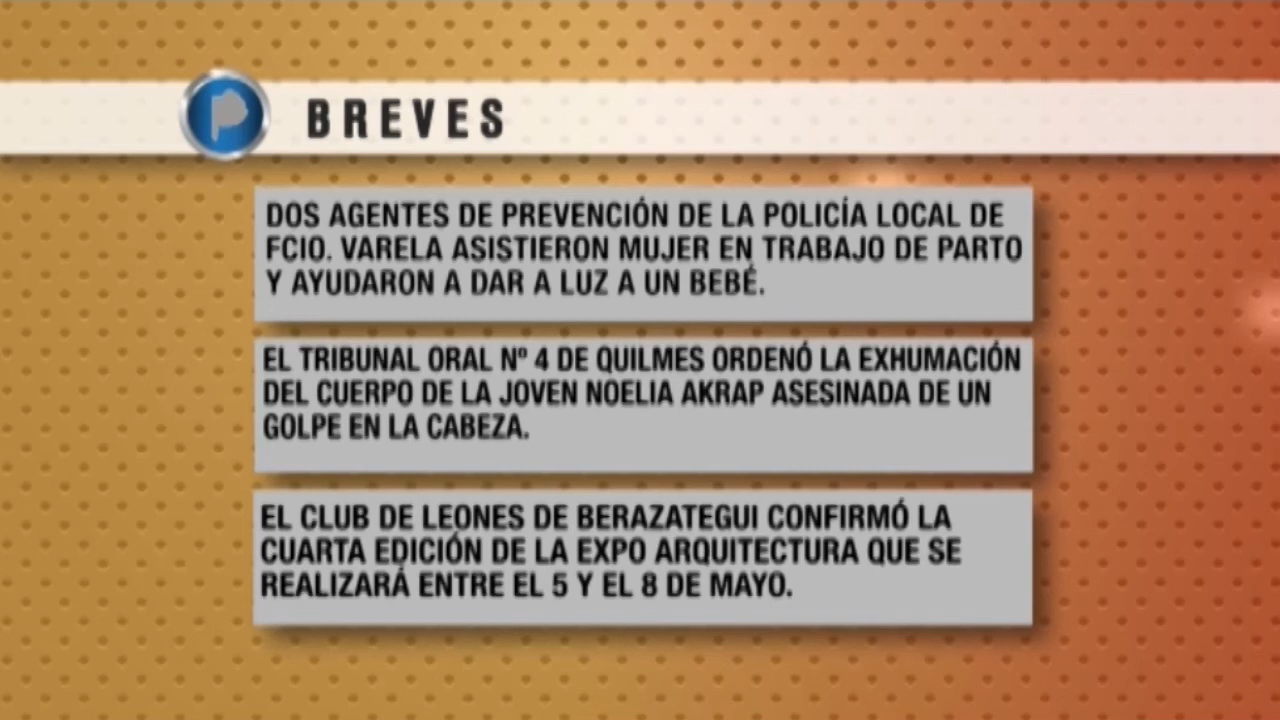 BREVES
DOS AGENTES DE PREVENCIÓN DE LA POLICÍA LOCAL DE
FCIO. VARELA ASISTIERON MUJER EN TRABAJO DE PARTO
Y AYUDARON A DAR A LUZ A UN BEBÉ.
EL TRIBUNAL ORAL Nº 4 DE QUILMES ORDENÓ LA EXHUMACIÓN
DEL CUERPO DE LA JOVEN NOELIA AKRAP ASESINADA DE UN
GOLPE EN LA CABEZA.
EL CLUB DE LEONES DE BERAZATEGUI CONFIRMÓ LA
CUARTA EDICIÓN DE LA EXPO ARQUITECTURA QUE SE
REALIZARÁ ENTRE EL 5 Y EL 8 DE MAYO.